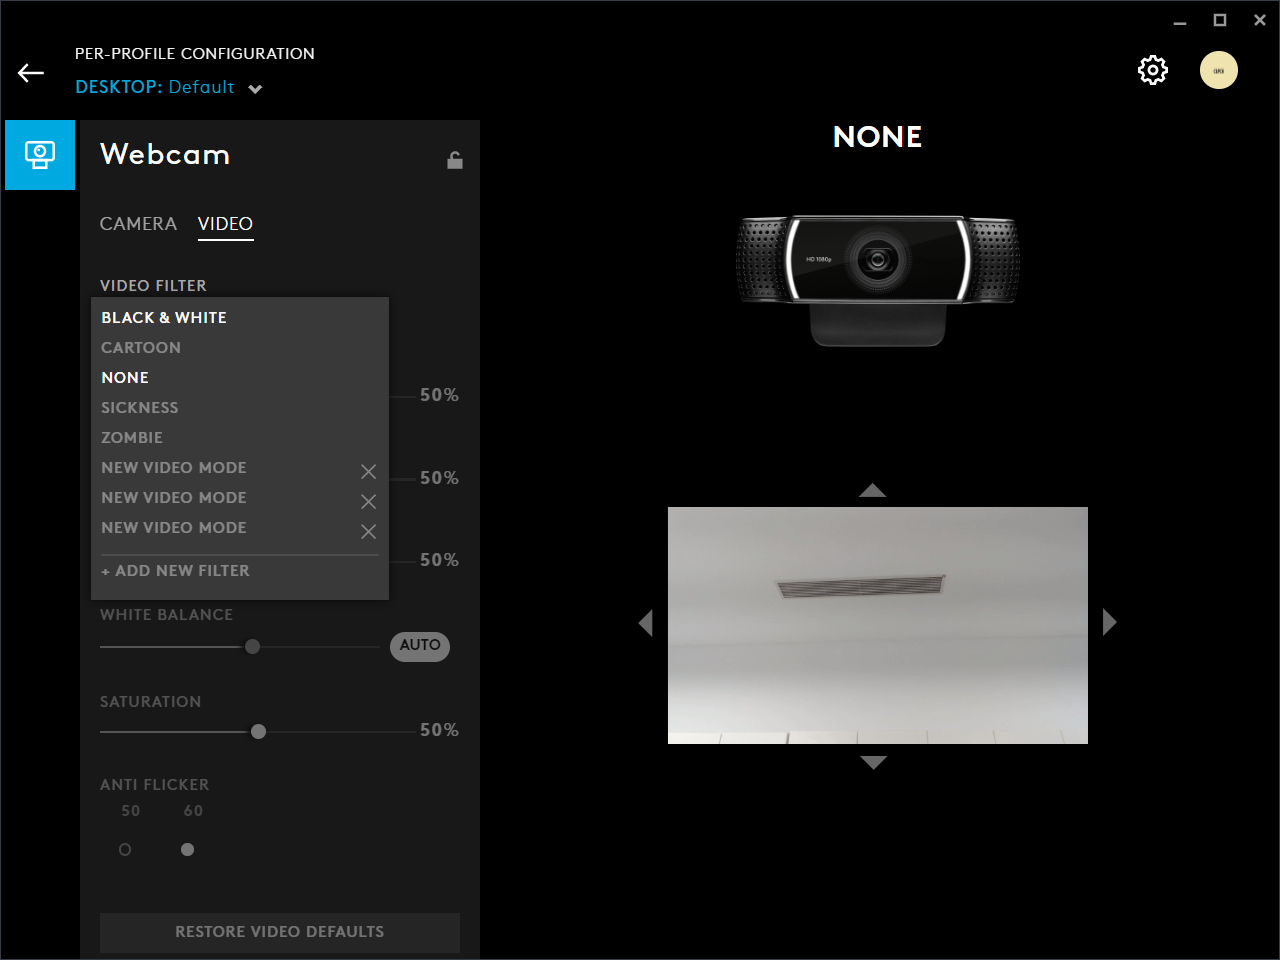 PER-PROFILE CONFIGURATION
DESKTOP: Default
NONE
Webcam
CAMERA VIDEO
HD 1080p
VIDEO FILTER
BLACK & WHITE
CARTOON
NONE
50%
SICKNESS
ZOMBIE
NEW VIDEO MODE
50%
NEW VIDEO MODE
NEW VIDEO MODE
50%
+ ADD NEW FILTER
WHITE BALANCE
AUTO
SATURATION
50%
ANTI FLICKER
50 60
RESTORE VIDEO DEFAULTS